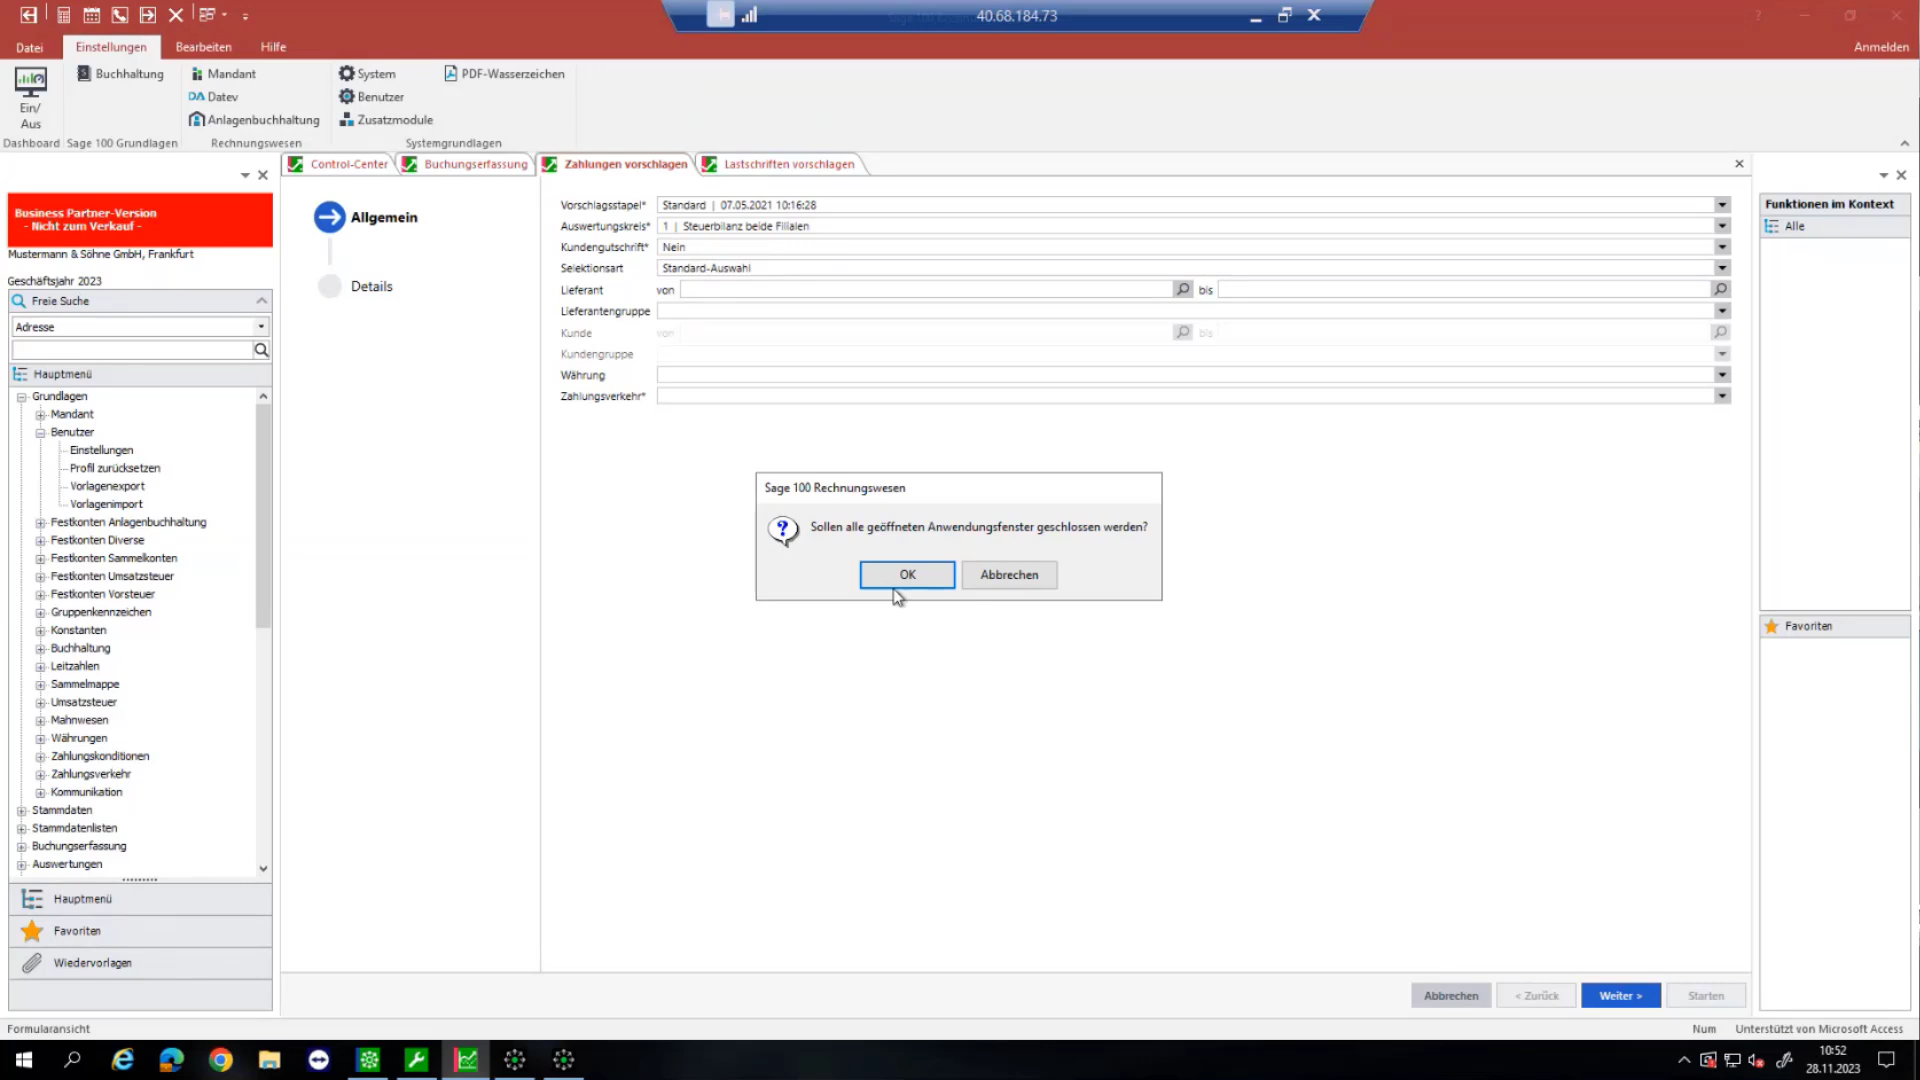 40.68.184.73
Datei
Einstellungen
Bearbeiten
Hilfe
Anmelden
Ein/
Aus
Buchhaltung
Mandant
DA Datev
Anlagenbuchhaltung
System
Benutzer
Zusatzmodule
PDF-Wasserzeichen
Dashboard
Sage 100 Grundlagen
Rechnungswesen
Systemgrundlagen
Control-Center
Buchungserfassung
Zahlungen vorschlagen
Lastschriften vorschlagen
Business Partner-Version
- Nicht zum Verkauf -
Mustermann & Söhne GmbH, Frankfurt
Geschäftsjahr 2023
Freie Suche
Adresse
Hauptmenü
Grundlagen
Mandant
Benutzer
Einstellungen
Profil zurücksetzen
Vorlagenexport
Vorlagenimport
Festkonten Anlagenbuchhaltung
Festkonten Diverse
Festkonten Sammelkonten
Festkonten Umsatzsteuer
Festkonten Vorsteuer
Gruppenkennzeichen
Konstanten
Buchhaltung
Leitzahlen
Sammelmappe
Umsatzsteuer
Mahnwesen
Währungen
Zahlungskonditionen
Zahlungsverkehr
Kommunikation
Stammdaten
Stammdatenlisten
Buchungserfassung
Auswertungen
Hauptmenü
Favoriten
Wiedervorlagen
Allgemein
Details
Vorschlagsstapel* Standard | 07.05.2021 10:16:28
Auswertungskreis* 1 | Steuerbilanz beide Filialen
Kundengutschrift* Nein
Selektionsart Standard-Auswahl
Lieferant von bis
Lieferantengruppe
Kunde von bis
Kundengruppe
Währung
Zahlungsverkehr*
Sage 100 Rechnungswesen
Sollen alle geöffneten Anwendungsfenster geschlossen werden?
OK
Abbrechen
Funktionen im Kontext
Alle
Favoriten
Abbrechen
< Zurück
Weiter >
Starten
Formularansicht
Num
Unterstützt von Microsoft Access
10:52
28.11.2023